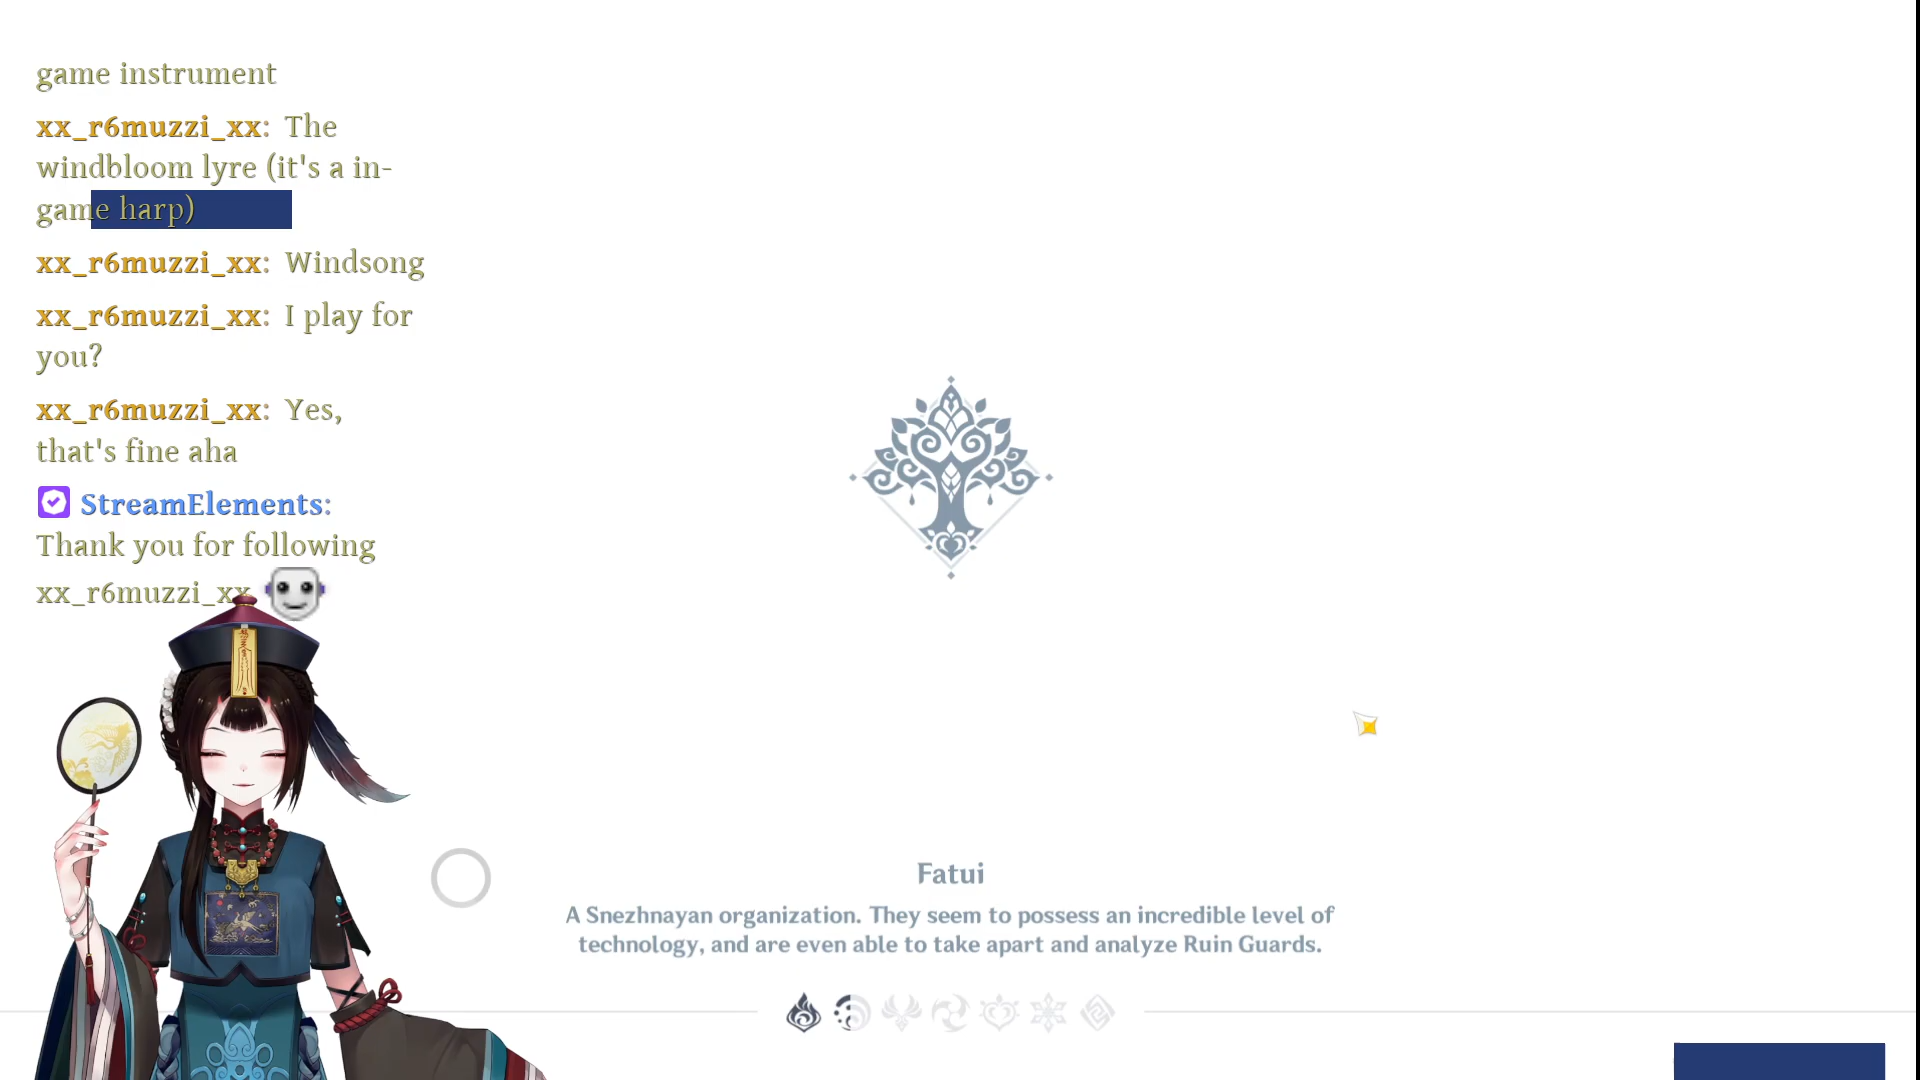 game instrument
xx_r6muzzi_xx: The
windbloom lyre (it's a in-
game harp)
xx_r6muzzi_xx: Windsong
xx_r6muzzi_xx: I play for
you?
xx_r6muzzi_xx: Yes,
that's fine aha
StreamElements:
Thank you for following
xx_r6muzzi_xx
Fatui
A Snezhnayan organization. They seem to possess an incredible level of
technology, and are even able to take apart and analyze Ruin Guards.